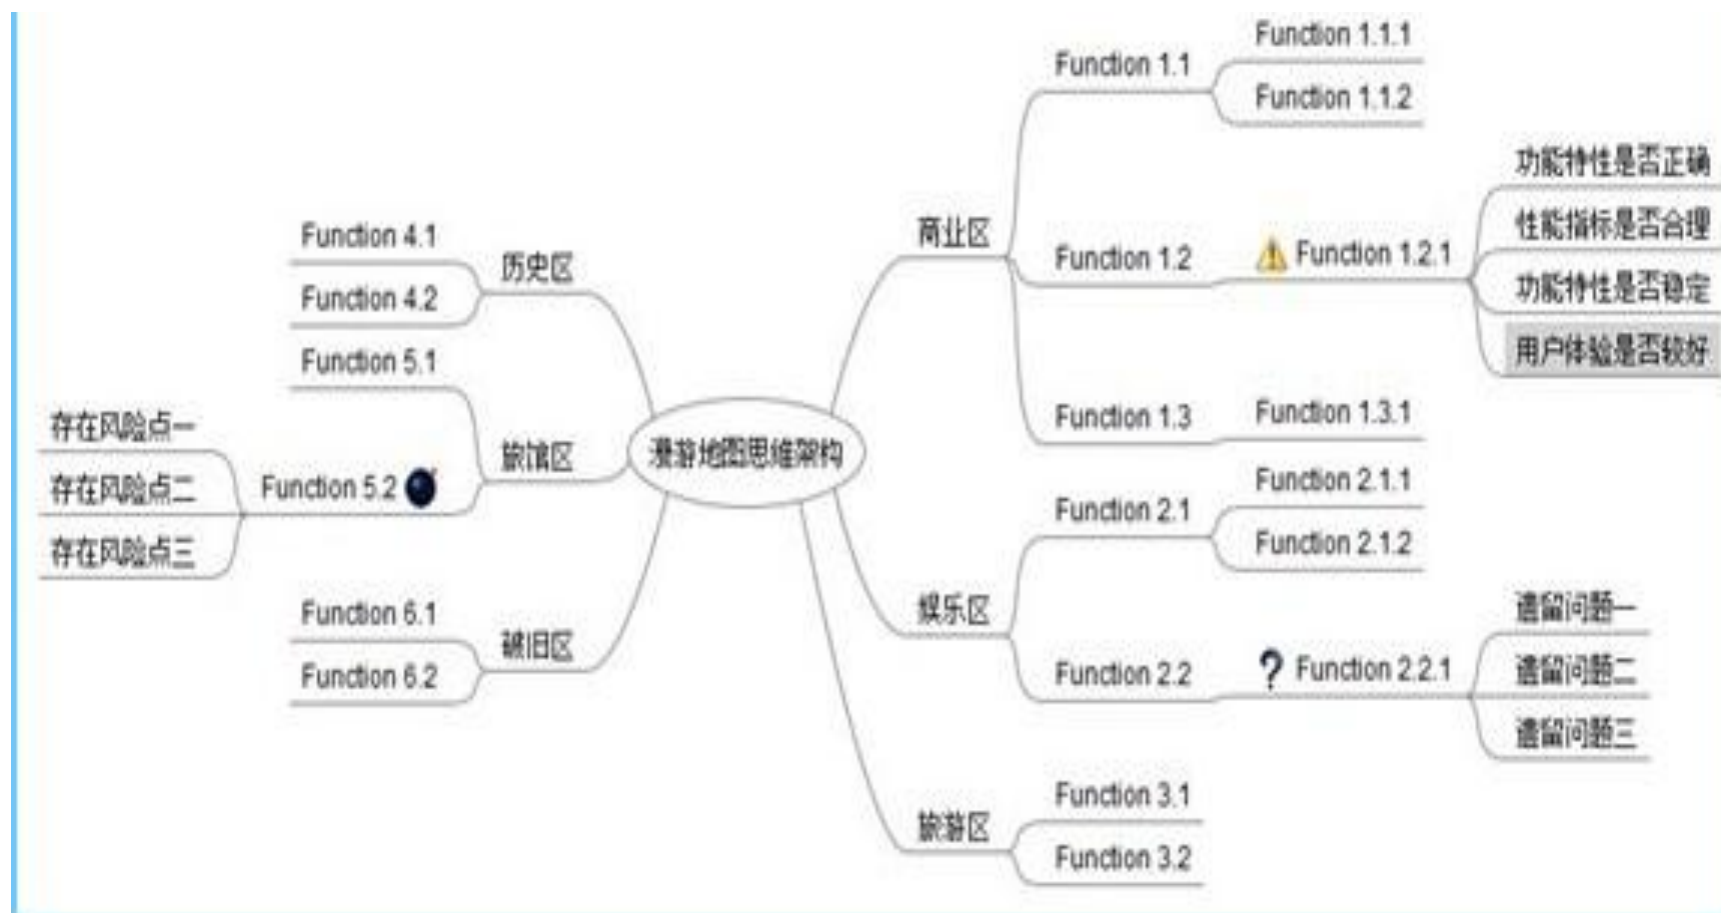 漫游地图思维架构
商业区
Function 1.1
Function 1.1.1
Function 1.1.2
Function 1.2
Function 1.2.1
功能特性是否正确
性能指标是否合理
功能特性是否稳定
用户体验是否较好
Function 1.3
Function 1.3.1
娱乐区
Function 2.1
Function 2.1.1
Function 2.1.2
Function 2.2
? Function 2.2.1
遗留问题一
遗留问题二
遗留问题三
旅游区
Function 3.1
Function 3.2
历史区
Function 4.1
Function 4.2
旅馆区
Function 5.1
Function 5.2
存在风险点一
存在风险点二
存在风险点三
破旧区
Function 6.1
Function 6.2